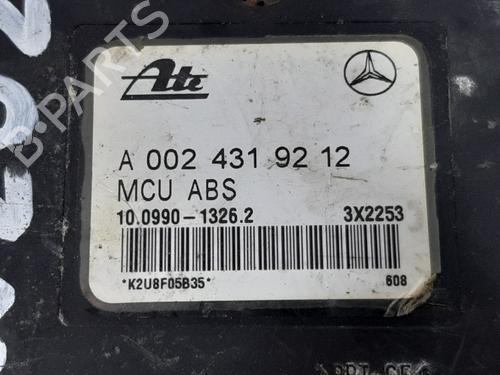 Ate
A 002 431 92 12
MCU ABS
10.0990-1326.2 3X2253
*K2U8F05B35* 608
B-PARTS